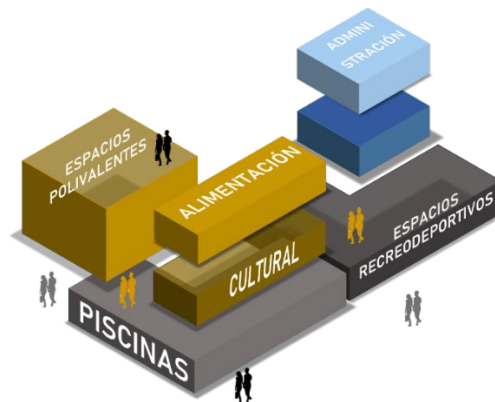 ADMINI
STRACIÓN
ESPACIOS
POLIVALENTES
ALIMENTACIÓN
CULTURAL
ESPACIOS
RECREODEPORTIVOS
PISCINAS